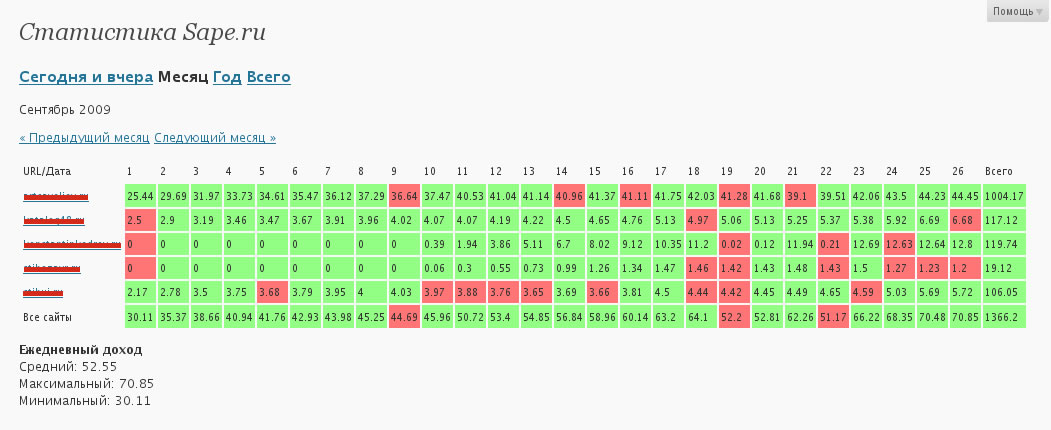 Помощь
Статистика Sape.ru
Сегодня и вчера Месяц Год Всего
Сентябрь 2009
« Предыдущий месяц Следующий месяц »
URL/Дата 1 2 3 4 5 6 7 8 9 10 11 12 13 14 15 16 17 18 19 20 21 22 23 24 25 26 Всего
25.44 29.69 31.97 33.73 34.61 35.47 36.12 37.29 36.64 37.47 40.53 41.04 41.14 40.96 41.37 41.11 41.75 42.03 41.28 41.68 39.1 39.51 42.06 43.5 44.23 44.45 1004.17
2.5 2.9 3.19 3.46 3.47 3.67 3.91 3.96 4.02 4.07 4.07 4.19 4.22 4.5 4.65 4.76 5.13 4.97 5.06 5.13 5.25 5.37 5.38 5.92 6.69 6.68 117.12
0 0 0 0 0 0 0 0 0 0.39 1.94 3.86 5.11 6.7 8.02 9.12 10.35 11.2 0.02 0.12 11.94 0.21 12.69 12.63 12.64 12.8 119.74
0 0 0 0 0 0 0 0 0 0.06 0.3 0.55 0.73 0.99 1.26 1.34 1.47 1.46 1.42 1.43 1.48 1.43 1.5 1.27 1.23 1.2 19.12
2.17 2.78 3.5 3.75 3.68 3.79 3.95 4 4.03 3.97 3.88 3.76 3.65 3.69 3.66 3.81 4.5 4.44 4.42 4.45 4.49 4.65 4.59 5.03 5.69 5.72 106.05
Все сайты 30.11 35.37 38.66 40.94 41.76 42.93 43.98 45.25 44.69 45.96 50.72 53.4 54.85 56.84 58.96 60.14 63.2 64.1 52.2 52.81 62.26 51.17 66.22 68.35 70.48 70.85 1366.2
Ежедневный доход
Средний: 52.55
Максимальный: 70.85
Минимальный: 30.11